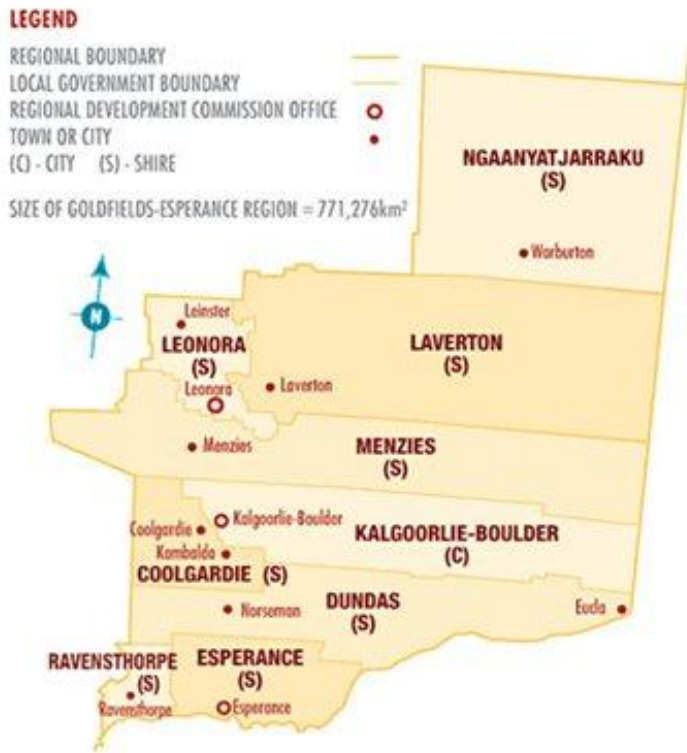 LEGEND
REGIONAL BOUNDARY
LOCAL GOVERNMENT BOUNDARY
REGIONAL DEVELOPMENT COMMISSION OFFICE
TOWN OR CITY
(C) - CITY (S) - SHIRE
SIZE OF GOLDFIELDS-ESPERANCE REGION = 771,276km²
NGAANYATJARRAKU
(S)
Warburton
N
Leinster
LEONORA
(S)
Leonora
LAVERTON
(S)
Laverton
Menzies
MENZIES
(S)
Coolgardie
Kalgoorlie-Boulder
Kambalda
KALGOORLIE-BOULDER
(C)
COOLGARDIE (S)
DUNDAS
(S)
Norseman
Eucla
RAVENSTHORPE
(S)
Ravensthorpe
ESPERANCE
(S)
Esperance